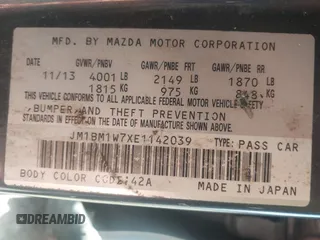 MFD. BY MAZDA MOTOR CORPORATION
GVWR/PNBV GAWR/PNBE FRT GAWR/PNBE RR
11/13 4001 LB 2149 LB 1870 LB
1815 KG 975 KG KG
THIS VEHICLE CONFORMS TO ALL APPLICABLE FEDERAL MOTOR VEHICLE SAFETY
BUMPER, AND THEFT PREVENTION
STANDARDS IN EFFECT ON THE DATE OF MANUFACTURE SHOWN ABOVE.
JM1BM1W7XE1142039 TYPE: PASS CAR
BODY COLOR CODE: 42A MADE IN JAPAN
DREAMBID